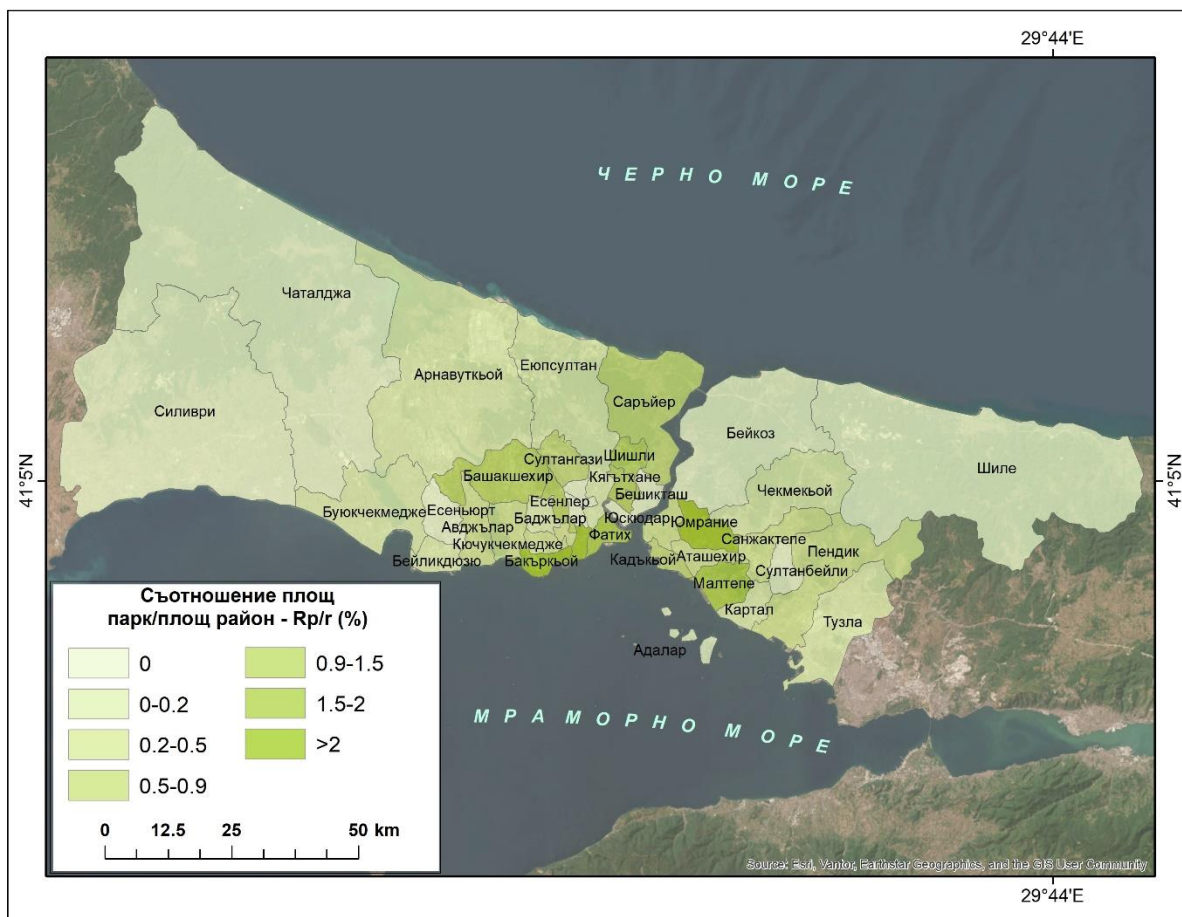 29°44'E
ЧЕРНО МОРЕ
Чаталджа
Еюпсултан
Арнавуткьой
Саръйер
Силиври
Бейкоз
Шиле
41°5'N
41°5'N
Султангази
Шишли
Башакшехир
Кягътхане
Чекмекьой
Бешикташ
Есенлер
Буюкчекмедже
Есеньюрт
Баджълар
Юскюдар
Юмрание
Авджълар
Фатих
Санжактепе
Кючукчекмедже
Аташехир
Пендик
Бейликдюзю
Бакъркьой
Кадъкьой
Султанбейли
Малтепе
Картал
Тузла
Адалар
МРАМОРНО МОРЕ
Съотношение площ
парк/площ район - Rp/r (%)
0
0-0.2
0.2-0.5
0.5-0.9
0.9-1.5
1.5-2
>2
0 12.5 25 50 km
Source: Esri, Vantor, Earthstar Geographics, and the GIS User Community
29°44'E